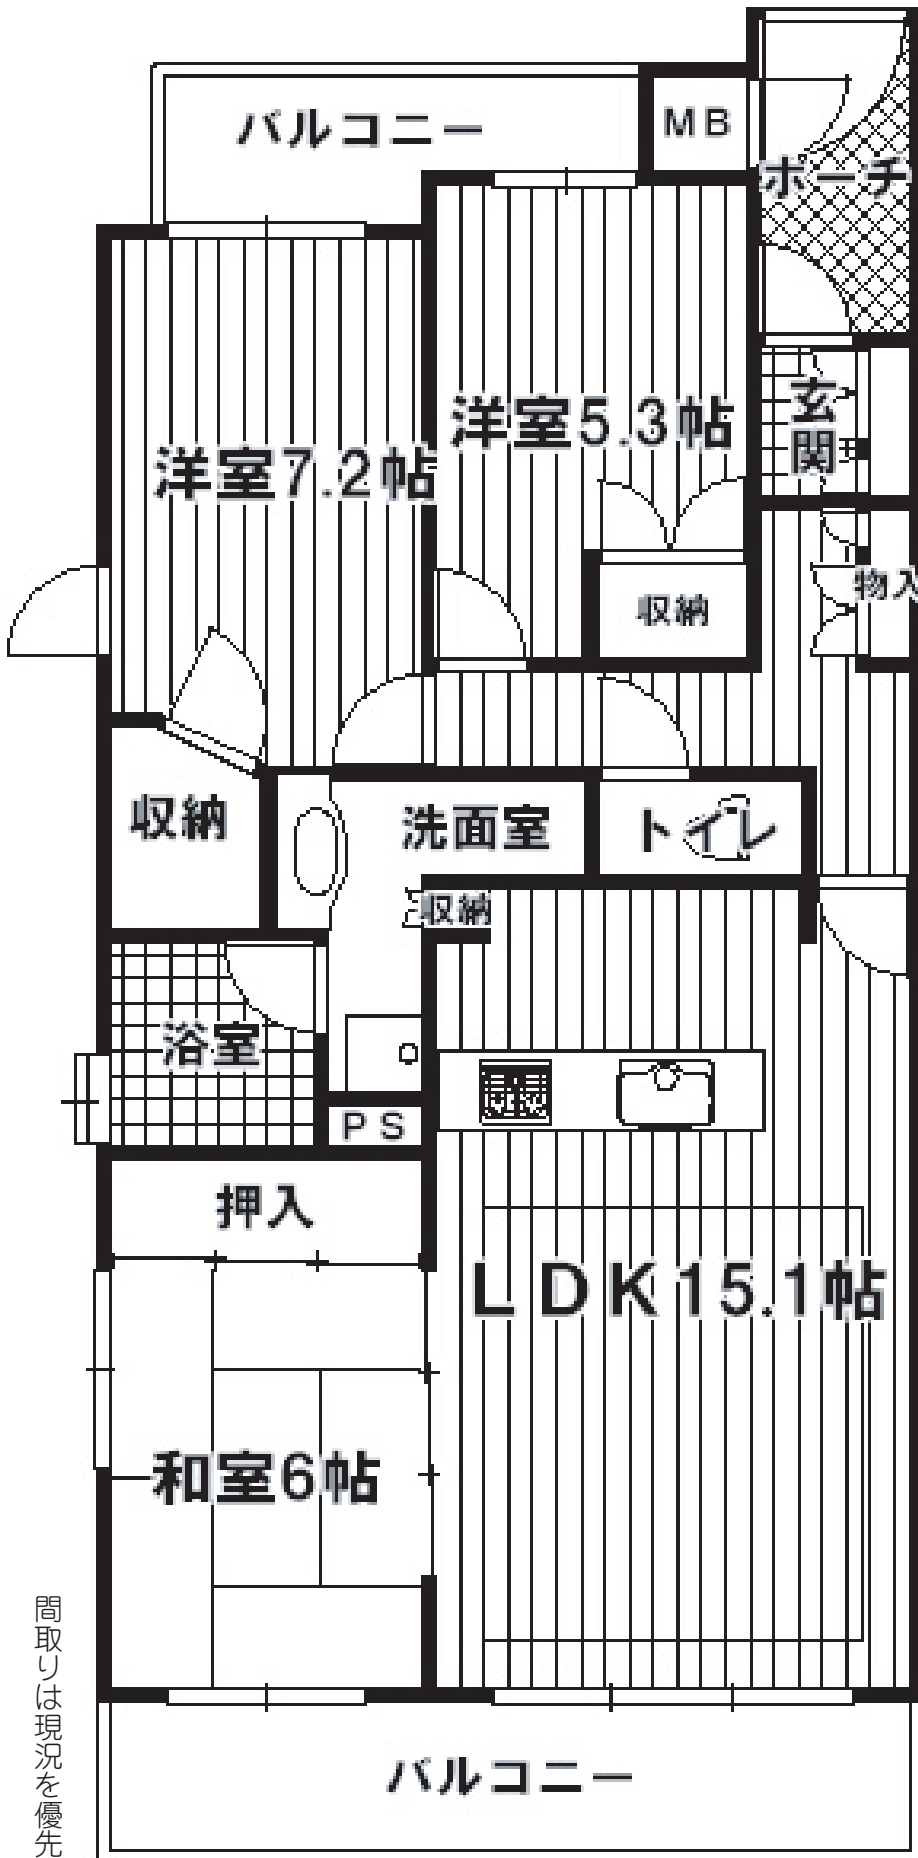 バルコニー
MB
ポーチ
洋室5.3帖
玄関
洋室7.2帖
物入
収納
収納
洗面室
トイレ
収納
浴室
PS
押入
LDK15.1帖
和室6帖
バルコニー
間取りは現況を優先